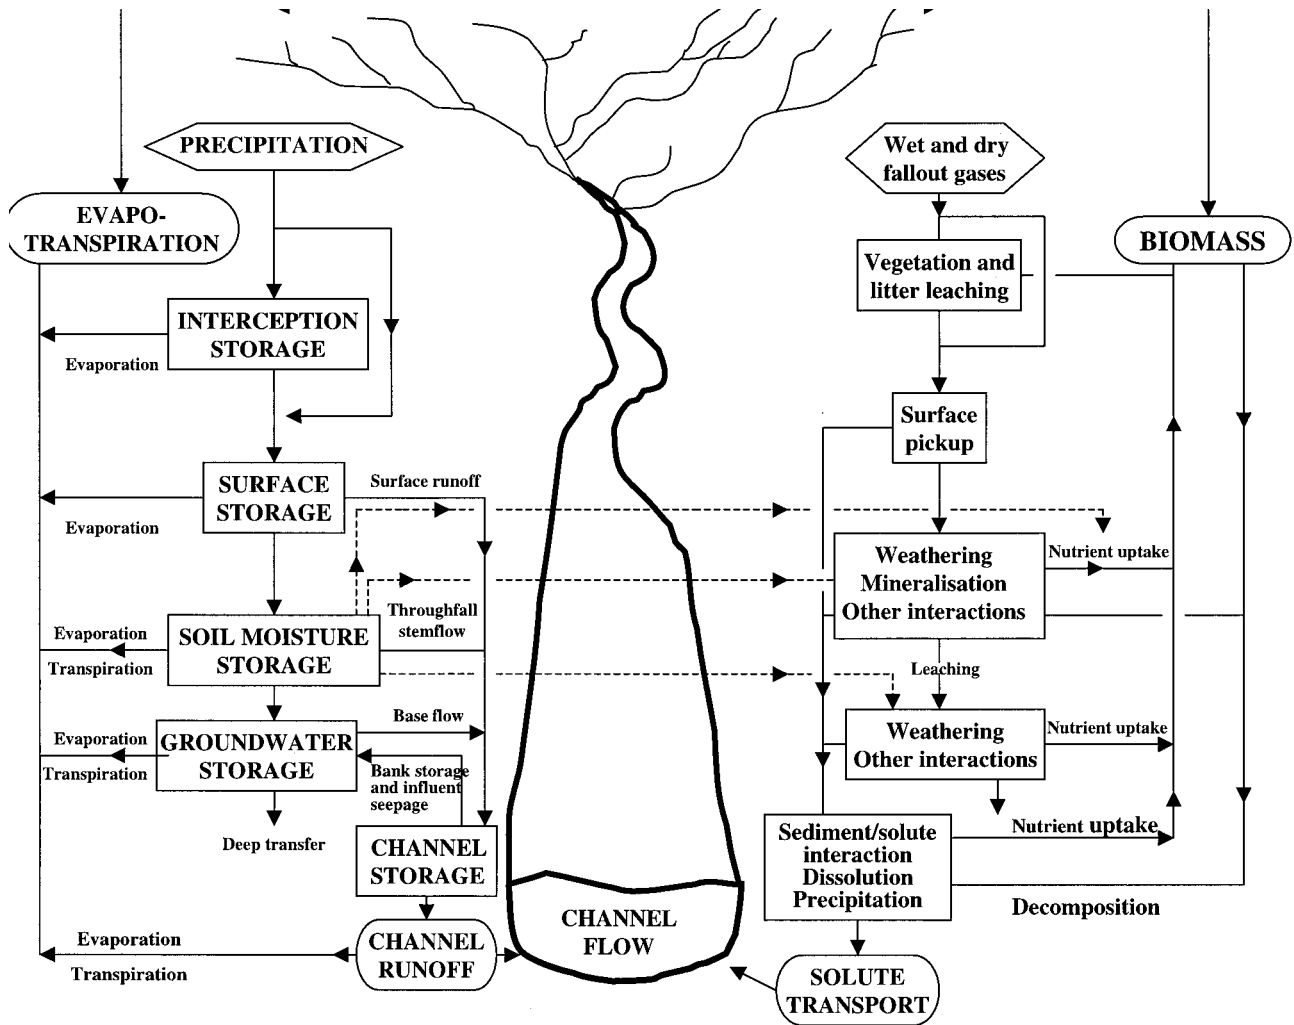 PRECIPITATION
Wet and dry
fallout gases
EVAPO-
TRANSPIRATION
BIOMASS
Vegetation and
litter leaching
INTERCEPTION
STORAGE
Evaporation
Surface
pickup
SURFACE
STORAGE
Surface runoff
Evaporation
Weathering
Mineralisation
Other interactions
Nutrient uptake
Throughfall
stemflow
Evaporation
Transpiration
SOIL MOISTURE
STORAGE
Leaching
Base flow
Evaporation
Transpiration
GROUNDWATER
STORAGE
Weathering
Other interactions
Nutrient uptake
Bank storage
and influent
seepage
Deep transfer
CHANNEL
STORAGE
Sediment/solute
interaction
Dissolution
Precipitation
Nutrient uptake
Decomposition
CHANNEL
FLOW
Evaporation
Transpiration
CHANNEL
RUNOFF
SOLUTE
TRANSPORT